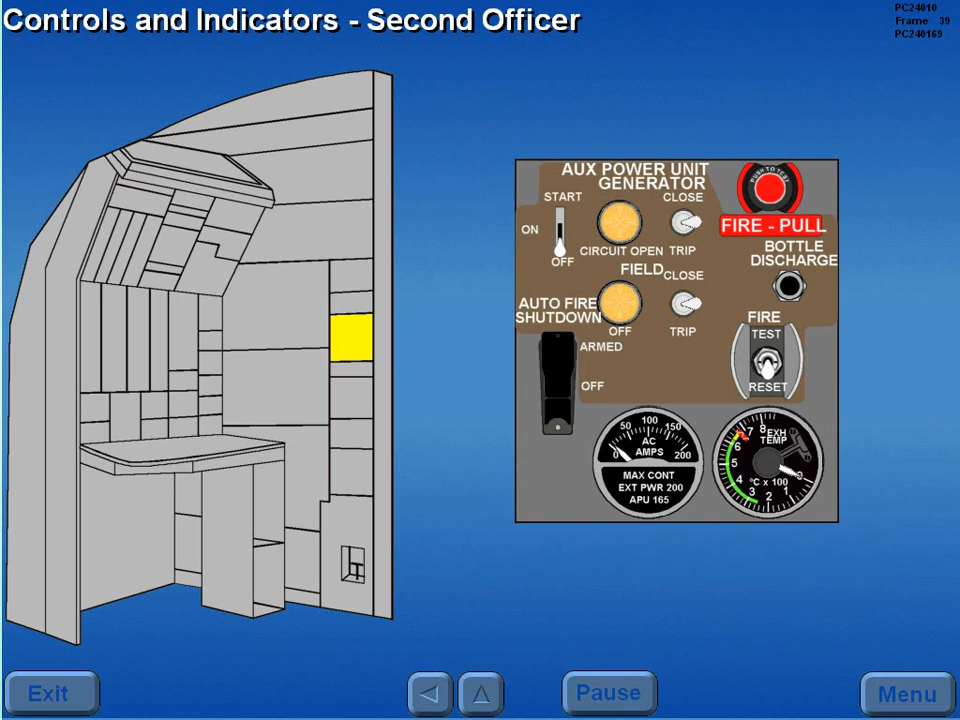 Controls and Indicators - Second Officer
PC24010
Frame 39
PC240169
AUX POWER UNIT
GENERATOR
START
ON
OFF
CIRCUIT OPEN
CLOSE
TRIP
FIELD
OFF
CLOSE
TRIP
PUSH TO TEST
FIRE - PULL
BOTTLE
DISCHARGE
AUTO FIRE
SHUTDOWN
ARMED
OFF
FIRE
TEST
RESET
0 50 100 150 200
AC
AMPS
MAX CONT
EXT PWR 200
APU 165
EXH
TEMP
°C x 100
0 1 2 3 4 5 6 7 8
Exit
Pause
Menu